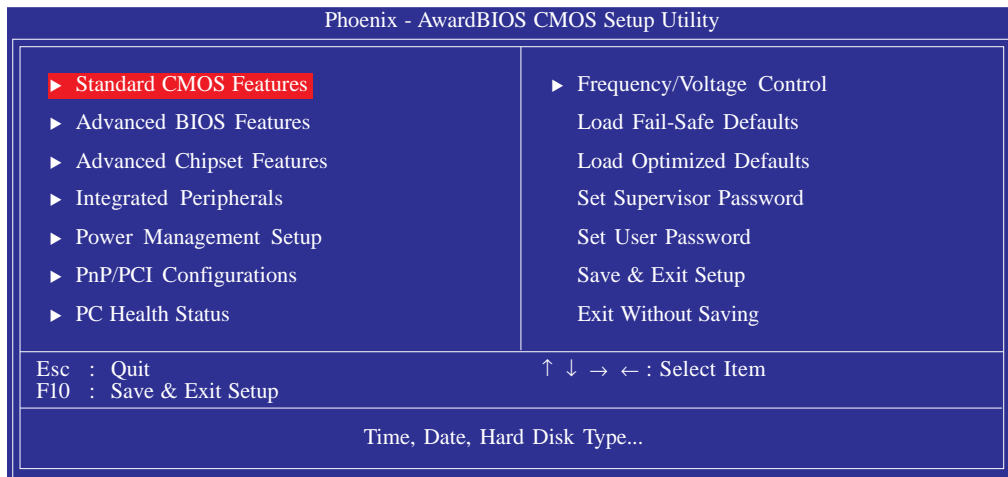 Phoenix - AwardBIOS CMOS Setup Utility
▶ Standard CMOS Features
▶ Advanced BIOS Features
▶ Advanced Chipset Features
▶ Integrated Peripherals
▶ Power Management Setup
▶ PnP/PCI Configurations
▶ PC Health Status
▶ Frequency/Voltage Control
Load Fail-Safe Defaults
Load Optimized Defaults
Set Supervisor Password
Set User Password
Save & Exit Setup
Exit Without Saving
Esc : Quit
F10 : Save & Exit Setup
↑ ↓ → ← : Select Item
Time, Date, Hard Disk Type...